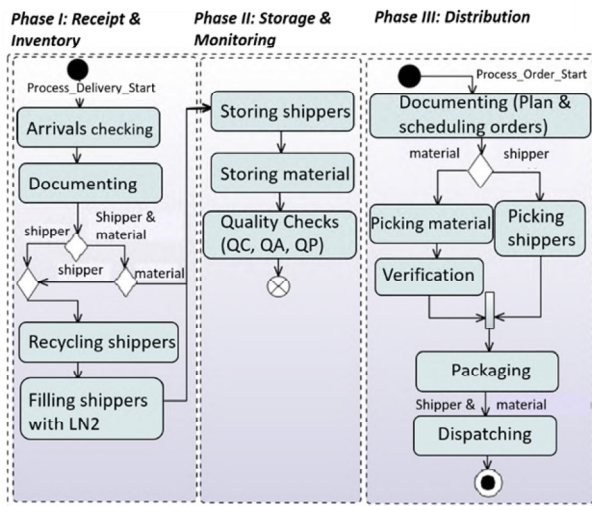 Phase I: Receipt &
Inventory
Process_Delivery_Start
Arrivals checking
Documenting
shipper
Shipper &
material
shipper
material
Recycling shippers
Filling shippers
with LN2
Phase II: Storage &
Monitoring
Storing shippers
Storing material
Quality Checks
(QC, QA, QP)
Phase III: Distribution
Process_Order_Start
Documenting (Plan &
scheduling orders)
material
shipper
Picking material
Picking
shippers
Verification
Packaging
Shipper & material
Dispatching